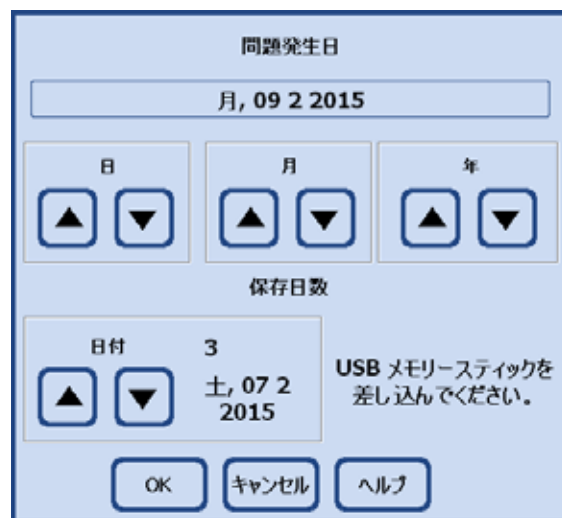 問題発生日
月, 09 2 2015
日
月
年
保存日数
日付
3
土, 07 2
2015
USB メモリースティックを
差し込んでください。
OK
キャンセル
ヘルプ